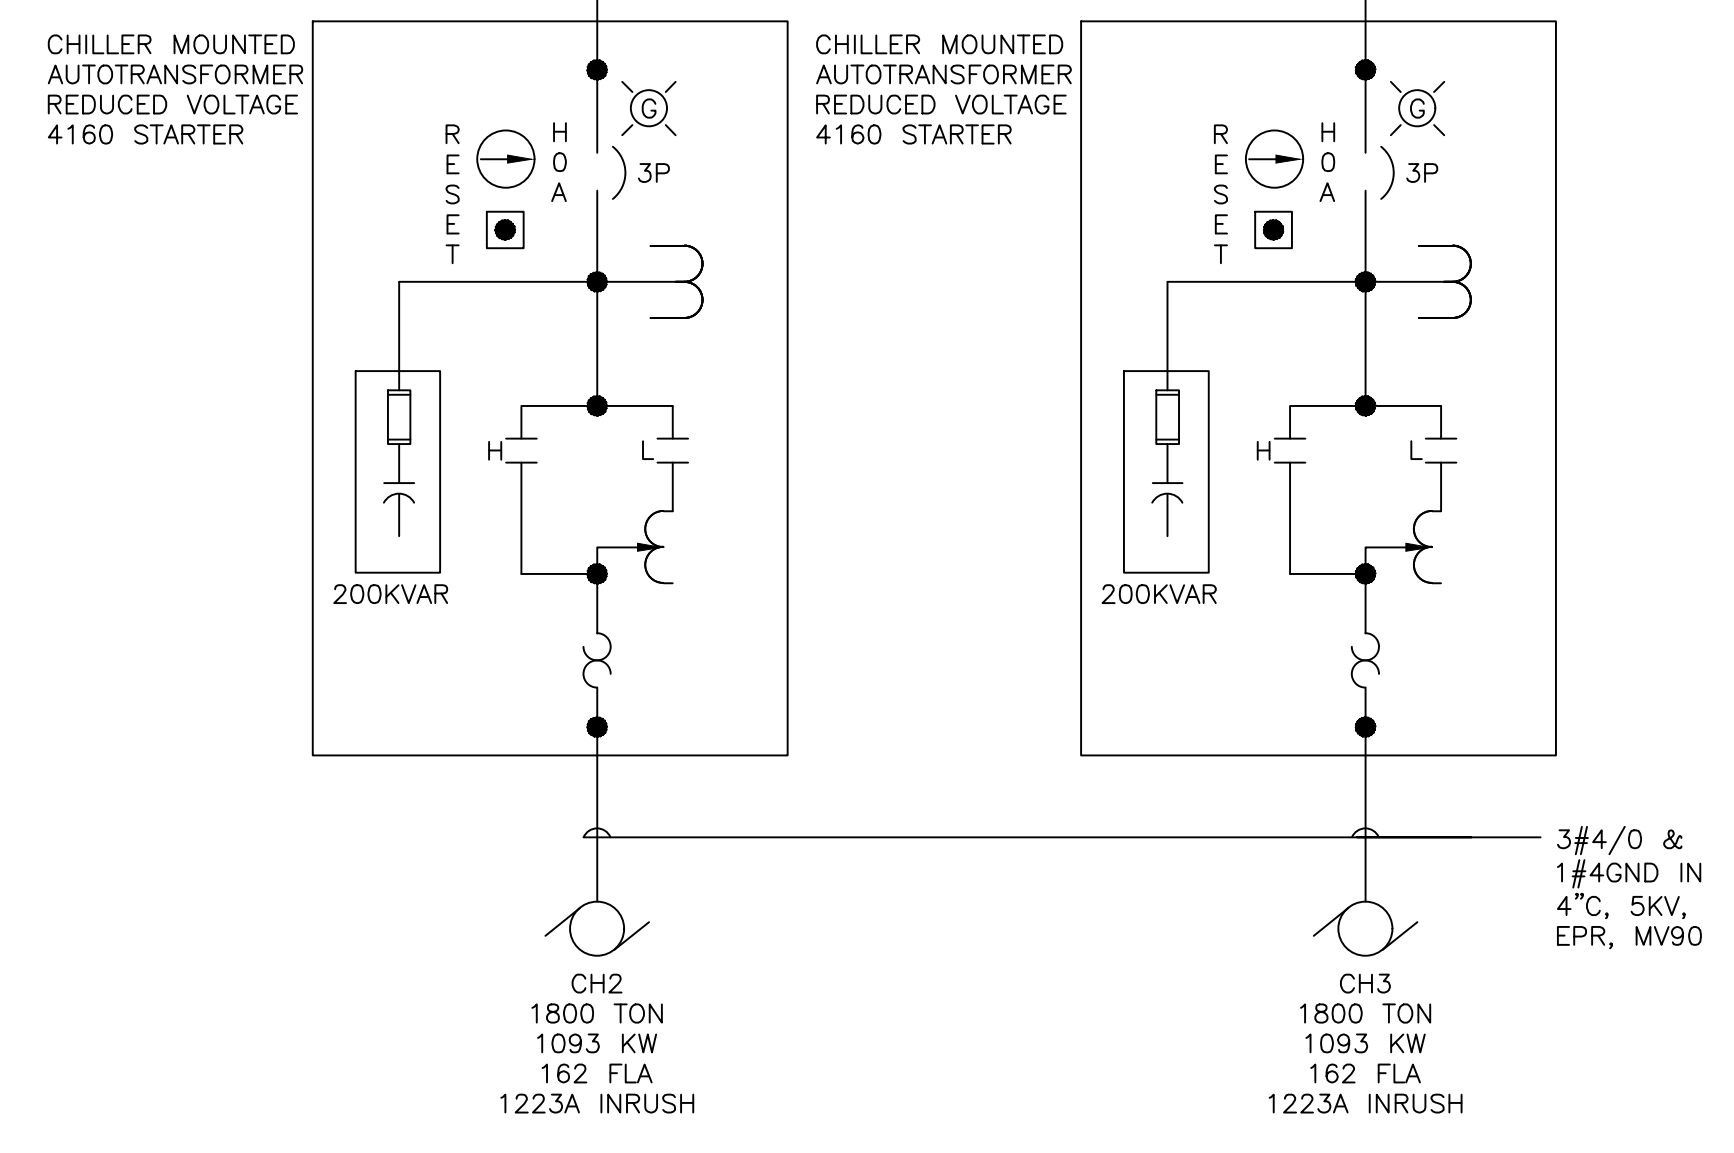 CHILLER MOUNTED
AUTOTRANSFORMER
REDUCED VOLTAGE
4160 STARTER
RESET
HOA
G
3P
H
L
200KVAR
CH2
1800 TON
1093 KW
162 FLA
1223A INRUSH
CHILLER MOUNTED
AUTOTRANSFORMER
REDUCED VOLTAGE
4160 STARTER
RESET
HOA
G
3P
H
L
200KVAR
CH3
1800 TON
1093 KW
162 FLA
1223A INRUSH
3#4/0 &
1#4GND IN
4"C, 5KV,
EPR, MV90